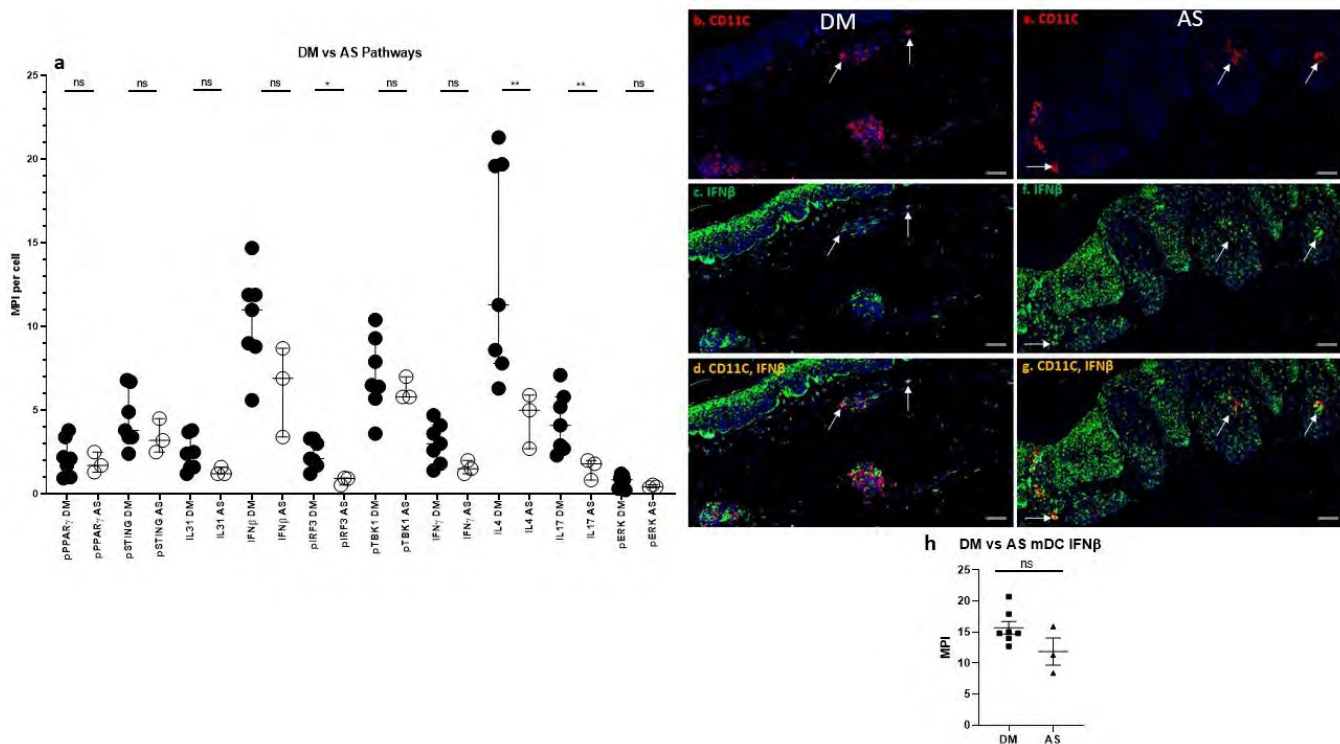 a
DM vs AS Pathways
ns
ns
ns
ns
*
ns
ns
**
**
ns
25
20
15
10
5
0
MPI per cell
pPPARγ DM
pPPARγ AS
pSTING DM
pSTING AS
IL31 DM
IL31 AS
IFNβ DM
IFNβ AS
pIRF3 DM
pIRF3 AS
pTBK1 DM
pTBK1 AS
IFNγ DM
IFNγ AS
IL4 DM
IL4 AS
IL17 DM
IL17 AS
pERK DM
pERK AS
b. CD11C
DM
e. CD11C
AS
c. IFNβ
f. IFNβ
d. CD11C, IFNβ
g. CD11C, IFNβ
h
DM vs AS mDC IFNβ
ns
25
20
15
10
5
0
MPI
DM
AS